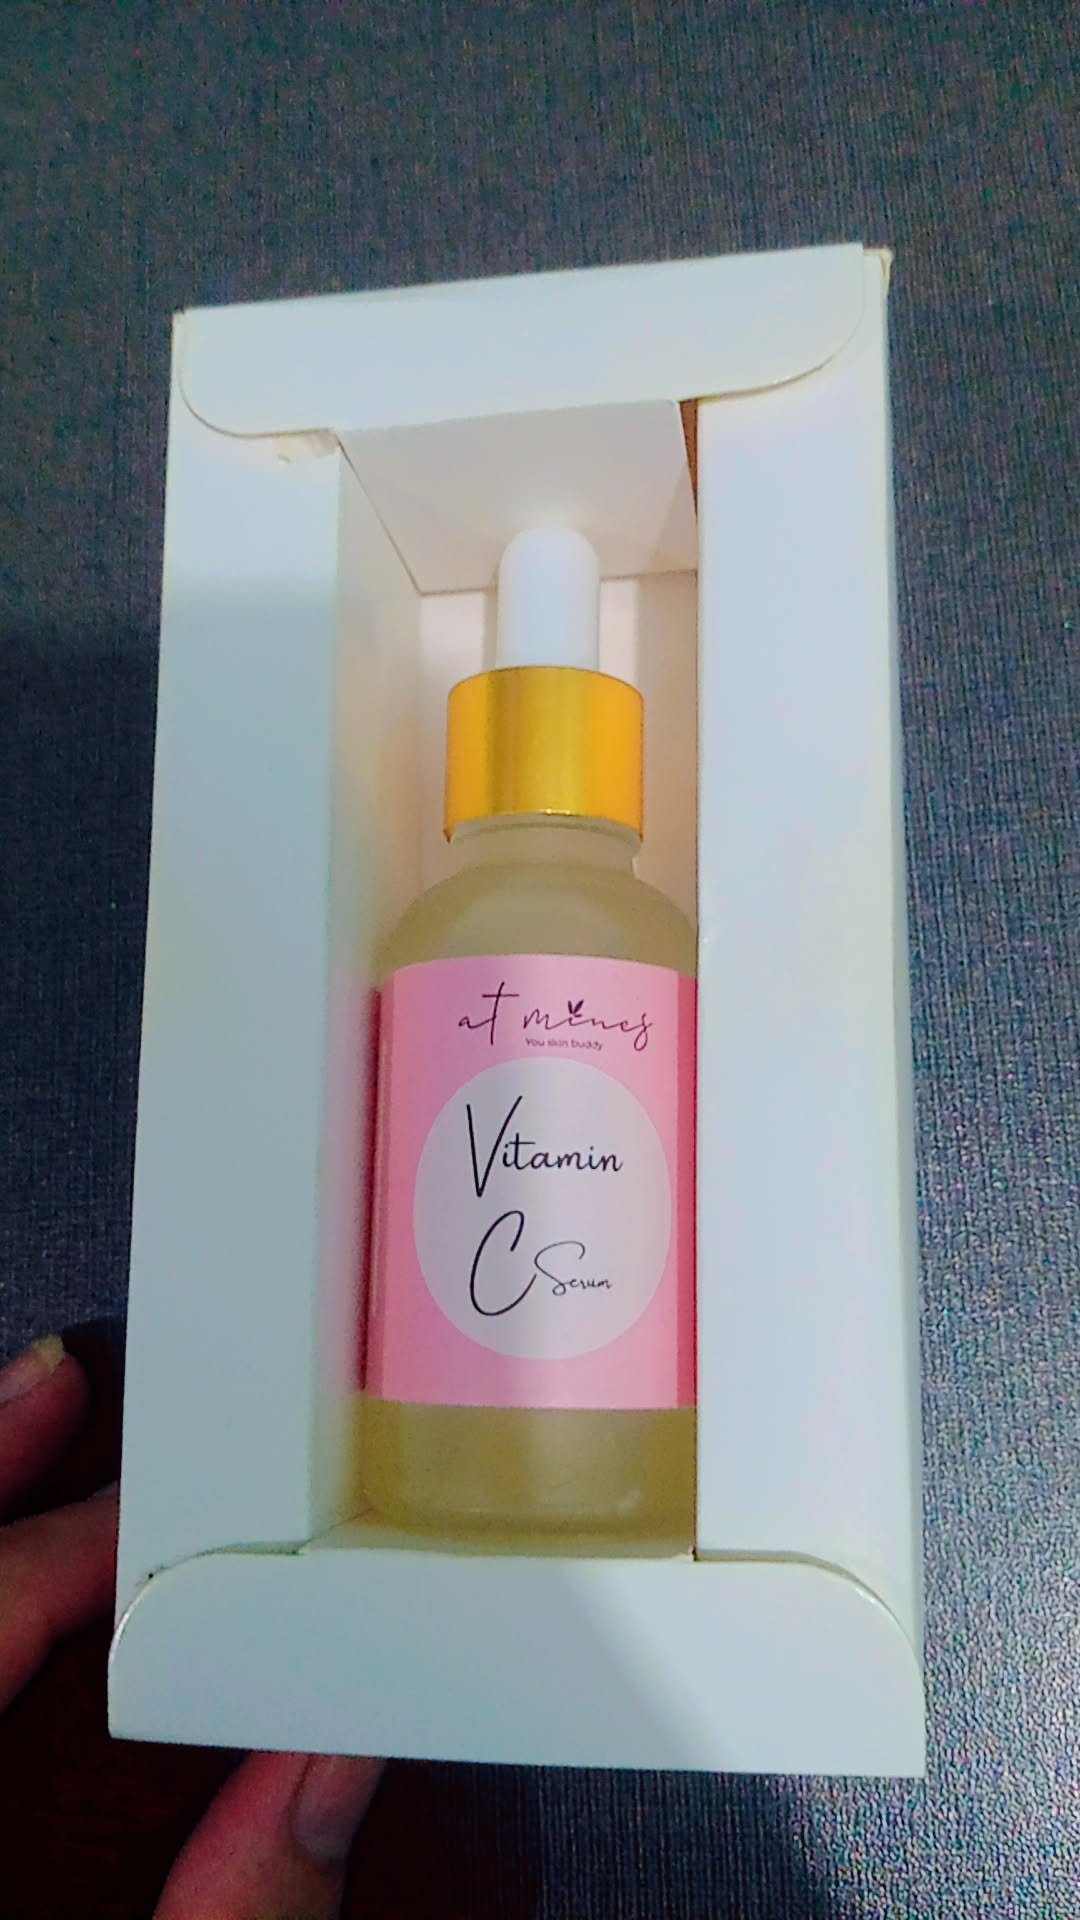 at mines
You skin buddy
Vitamin
C Serum